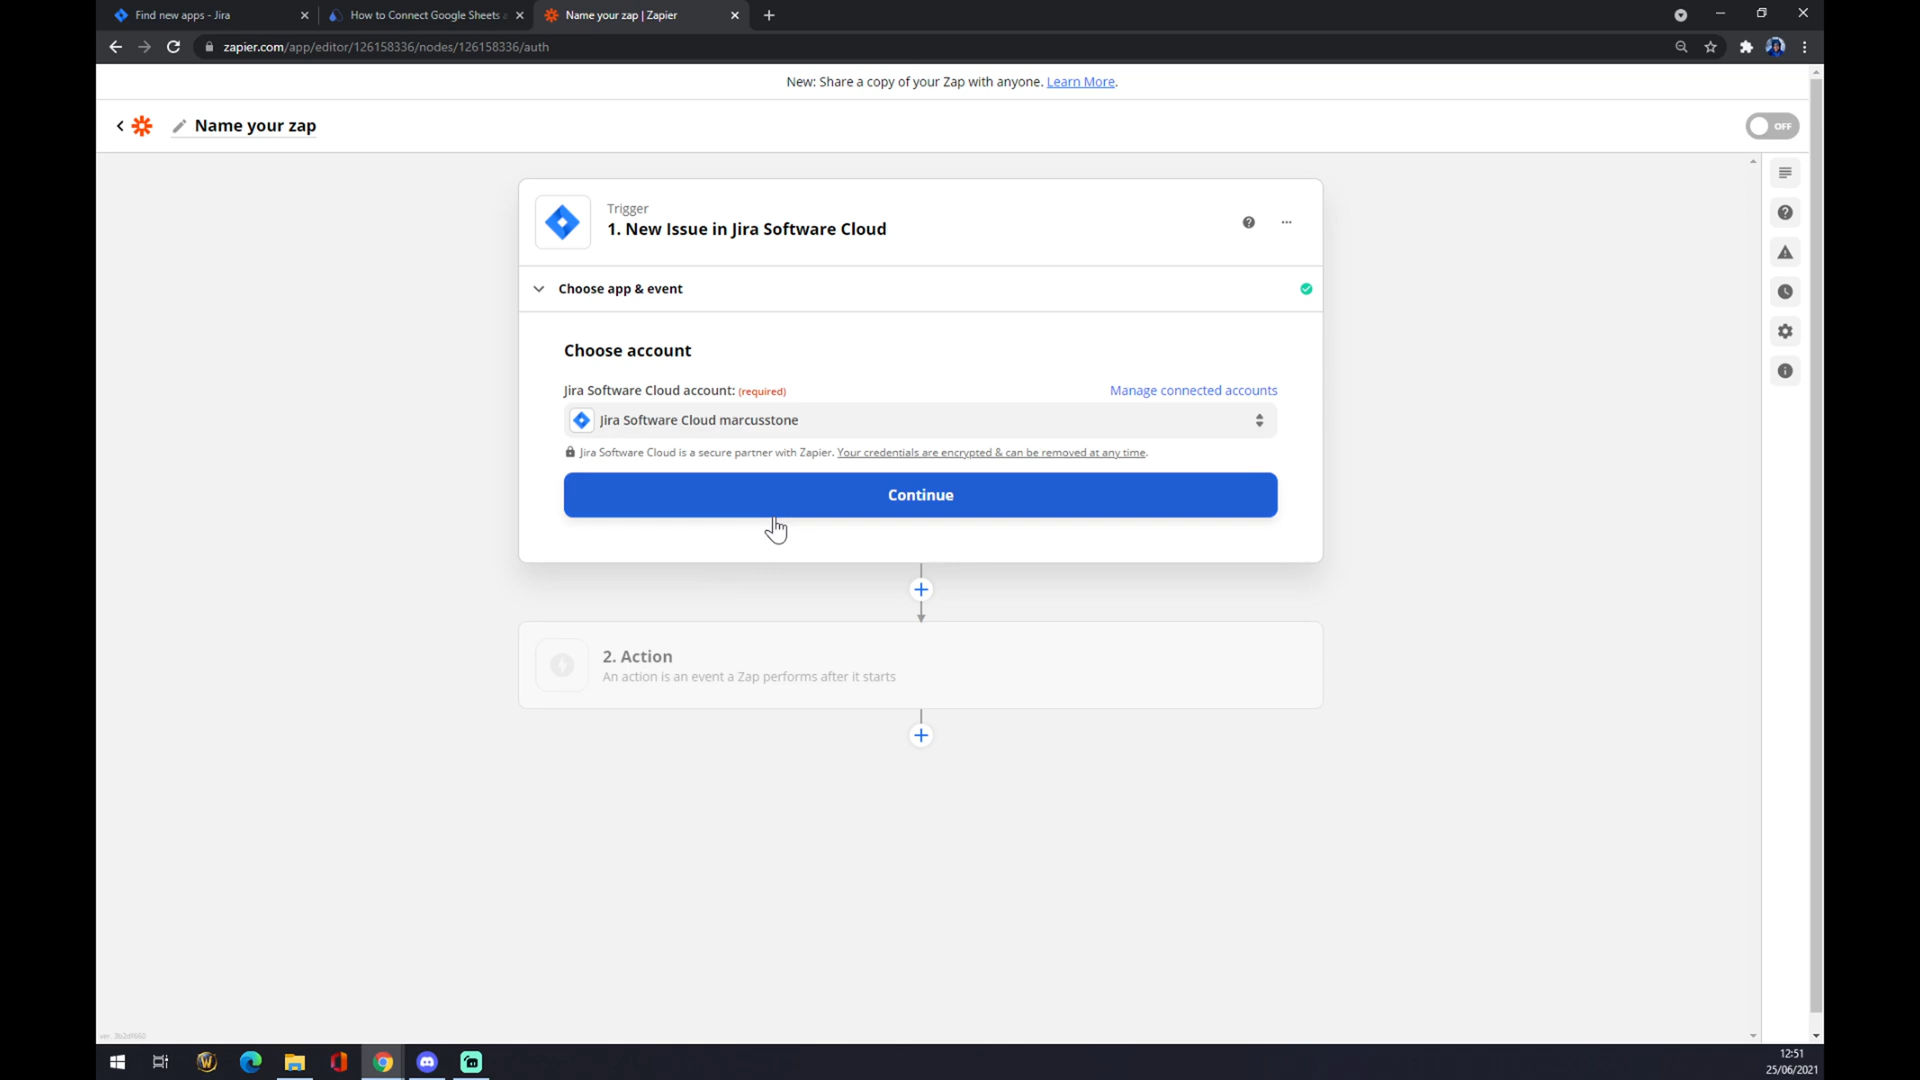 Find new apps - Jira
How to Connect Google Sheets a
Name your zap | Zapier
zapier.com/app/editor/126158336/nodes/126158336/auth
New: Share a copy of your Zap with anyone. Learn More.
Name your zap
OFF
Trigger
1. New Issue in Jira Software Cloud
Choose app & event
Choose account
Jira Software Cloud account: (required)
Manage connected accounts
Jira Software Cloud marcusstone
Jira Software Cloud is a secure partner with Zapier. Your credentials are encrypted & can be removed at any time.
Continue
2. Action
An action is an event a Zap performs after it starts
12:51
25/06/2021